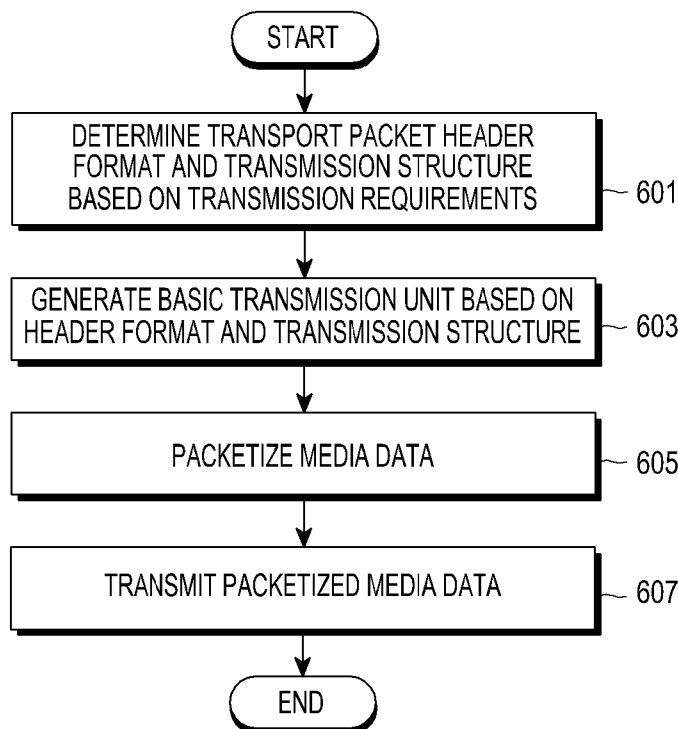 START
DETERMINE TRANSPORT PACKET HEADER
FORMAT AND TRANSMISSION STRUCTURE
BASED ON TRANSMISSION REQUIREMENTS
601
GENERATE BASIC TRANSMISSION UNIT BASED ON
HEADER FORMAT AND TRANSMISSION STRUCTURE
603
PACKETIZE MEDIA DATA
605
TRANSMIT PACKETIZED MEDIA DATA
607
END